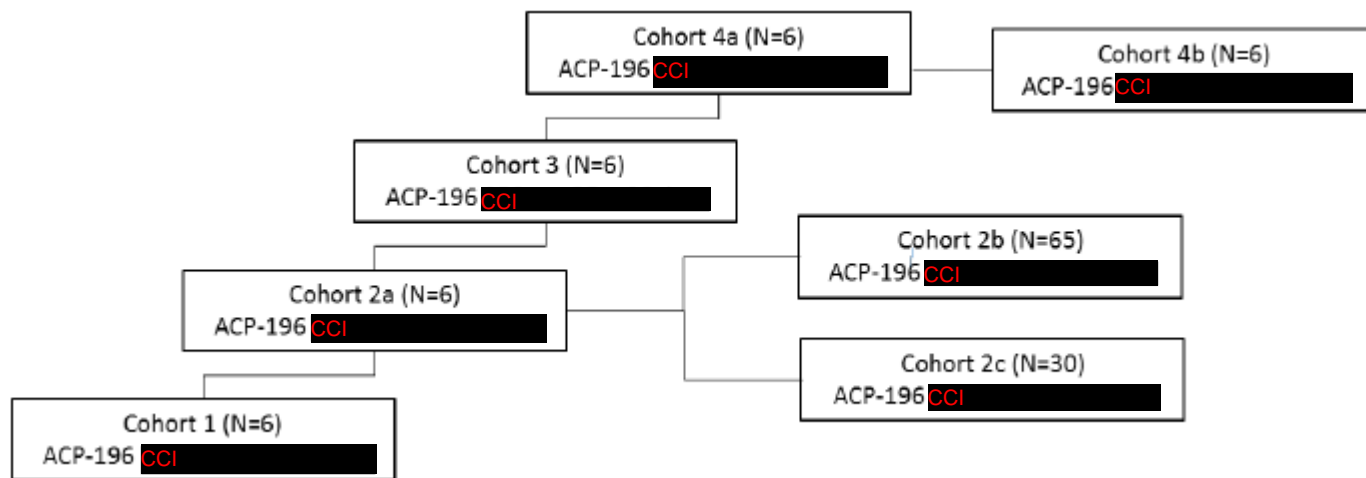 Cohort 4a (N=6)
ACP-196 CCI
Cohort 4b (N=6)
ACP-196 CCI
Cohort 3 (N=6)
ACP-196 CCI
Cohort 2b (N=65)
ACP-196 CCI
Cohort 2a (N=6)
ACP-196 CCI
Cohort 2c (N=30)
ACP-196 CCI
Cohort 1 (N=6)
ACP-196 CCI